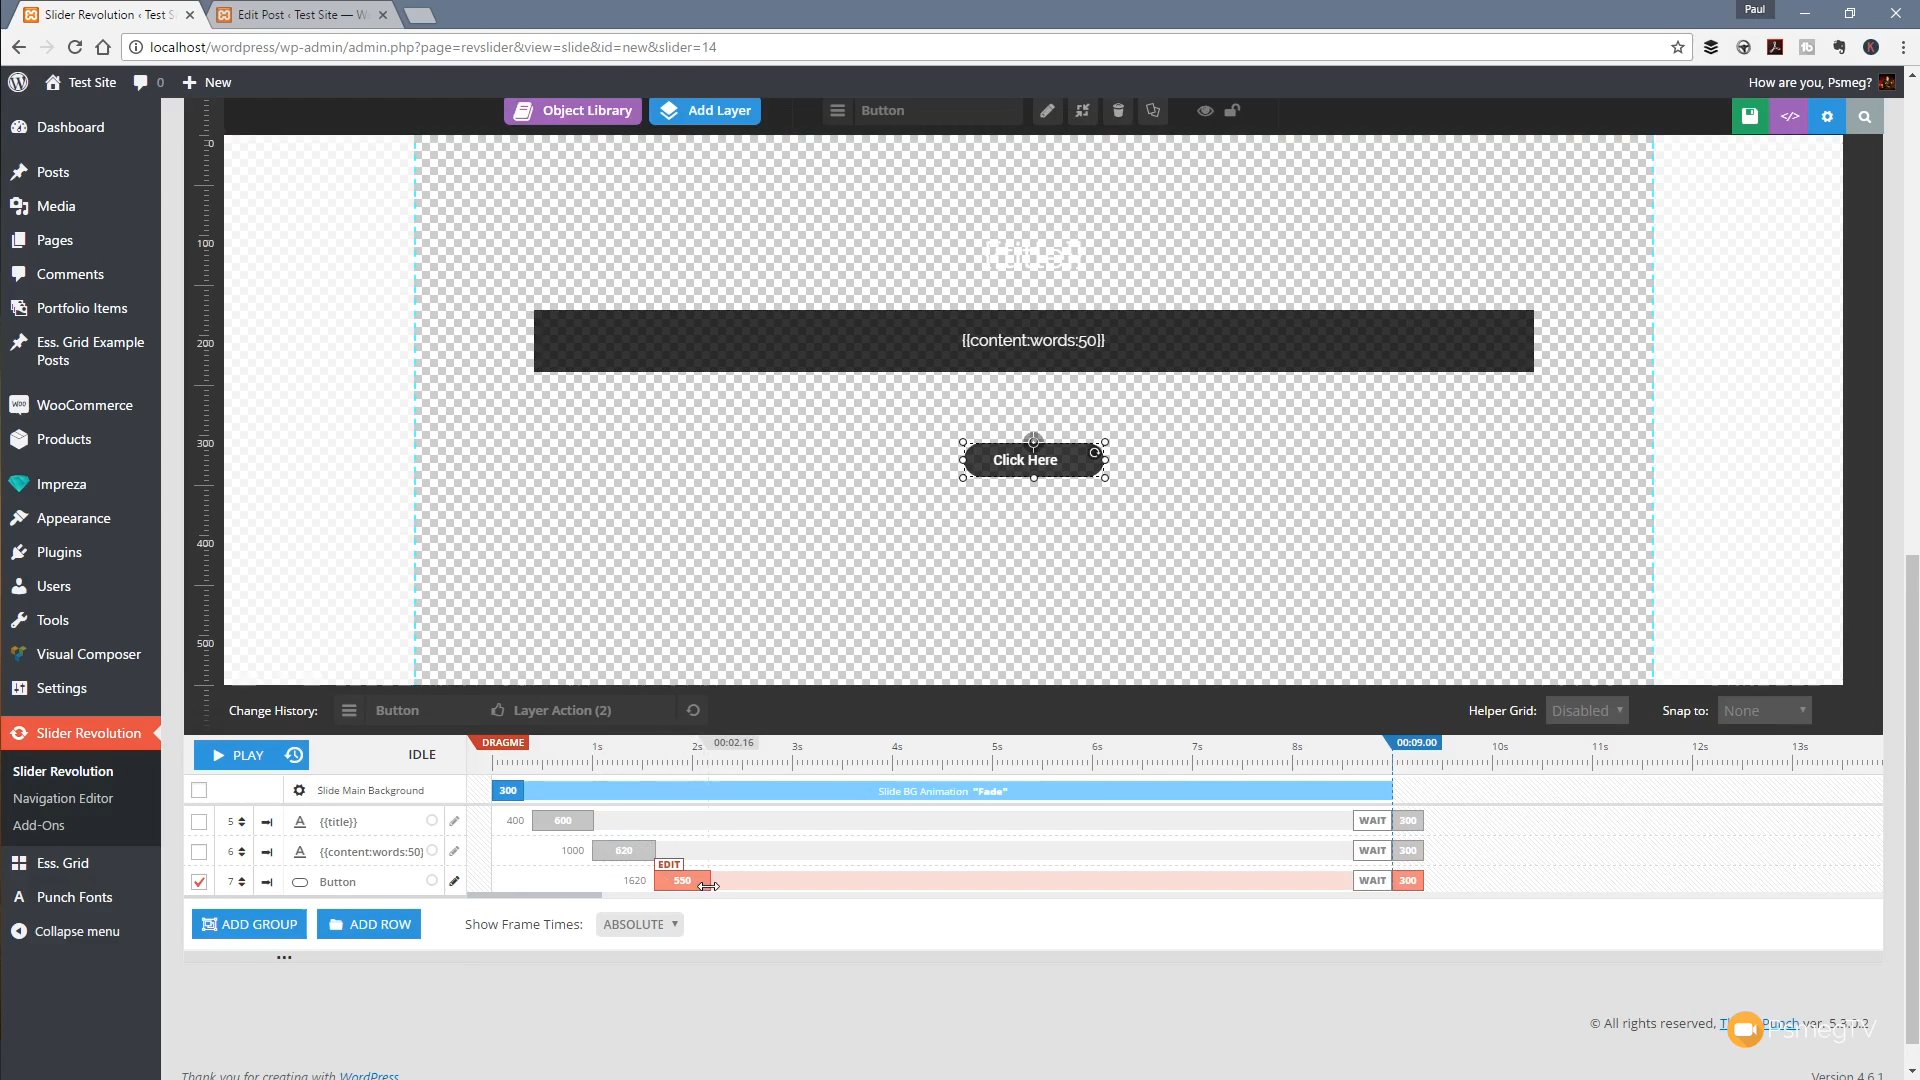 Slider Revolution ‹ Test S
Edit Post ‹ Test Site — W
Paul
localhost/wordpress/wp-admin/admin.php?page=revslider&view=slide&id=new&slider=14
Test Site
0
New
How are you, Psmeg?
Dashboard
Posts
Media
Pages
Comments
Portfolio Items
Ess. Grid Example
Posts
WooCommerce
Products
Impreza
Appearance
Plugins
Users
Tools
Visual Composer
Settings
Slider Revolution
Slider Revolution
Navigation Editor
Add-Ons
Ess. Grid
Punch Fonts
Collapse menu
Object Library
Add Layer
Button
</>
0
100
200
300
400
500
{{title}}
{{content:words:50}}
Click Here
Change History:
Button
Layer Action (2)
Helper Grid:
Disabled
Snap to:
None
PLAY
IDLE
DRAGME
1s
2s
00:02.16
3s
4s
5s
6s
7s
8s
00:09.00
10s
11s
12s
13s
Slide Main Background
300
Slide BG Animation "Fade"
5
{{title}}
400
600
WAIT
300
6
{{content:words:50}
1000
620
WAIT
300
EDIT
7
Button
1620
550
WAIT
300
ADD GROUP
ADD ROW
Show Frame Times:
ABSOLUTE
© All rights reserved,
Punch ver. 5.3.0.2
PsmegTV
Thank you for creating with WordPress
Version 4.6.1